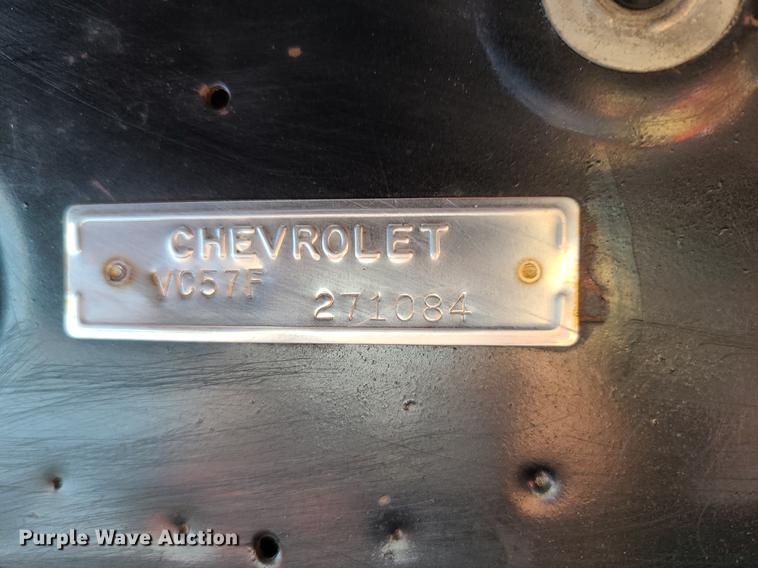 CHEVROLET
VC57F 271084
Purple Wave Auction